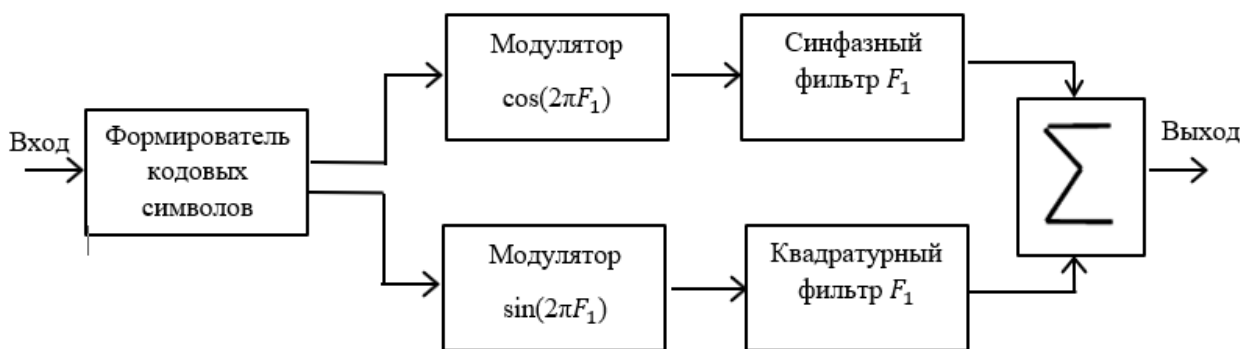 Вход
Формирователь
кодовых
символов
Модулятор
cos(2πF₁)
Синфазный
фильтр F₁
Модулятор
sin(2πF₁)
Квадратурный
фильтр F₁
∑
Выход